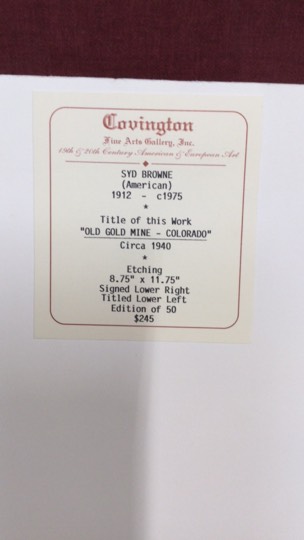 Covington
Fine Arts Gallery, Inc.
19th & 20th Century American & European Art
SYD BROWNE
(American)
1912 - c1975
*
Title of this Work
"OLD GOLD MINE - COLORADO"
Circa 1940
*
Etching
8.75" x 11.75"
Signed Lower Right
Titled Lower Left
Edition of 50
$245